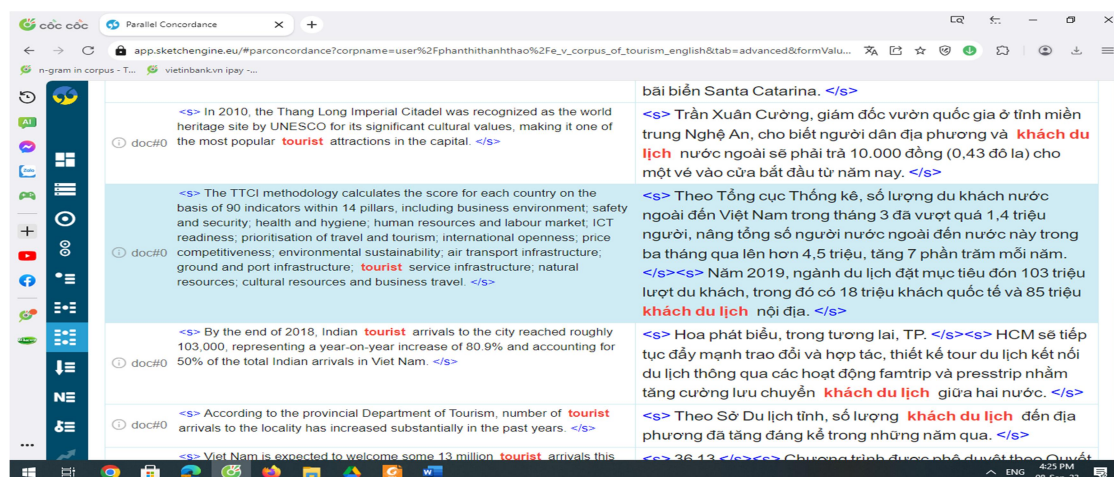 cốc cốc
Parallel Concordance
app.sketchengine.eu/#parconcordance?corpname=user%2Fphanthithanhthao%2Fe_v_corpus_of_tourism_english&tab=advanced&formValu...
n-gram in corpus - T...
vietinbank.vn ipay -...
bãi biển Santa Catarina. </s>
doc#0
<s> In 2010, the Thang Long Imperial Citadel was recognized as the world
heritage site by UNESCO for its significant cultural values, making it one of
the most popular tourist attractions in the capital. </s>
<s> Trần Xuân Cường, giám đốc vườn quốc gia ở tỉnh miền
trung Nghệ An, cho biết người dân địa phương và khách du
lịch nước ngoài sẽ phải trả 10.000 đồng (0,43 đô la) cho
một vé vào cửa bắt đầu từ năm nay. </s>
doc#0
<s> The TTCI methodology calculates the score for each country on the
basis of 90 indicators within 14 pillars, including business environment; safety
and security; health and hygiene; human resources and labour market; ICT
readiness; prioritisation of travel and tourism; international openness; price
competitiveness; environmental sustainability; air transport infrastructure;
ground and port infrastructure; tourist service infrastructure; natural
resources; cultural resources and business travel. </s>
<s> Theo Tổng cục Thống kê, số lượng du khách nước
ngoài đến Việt Nam trong tháng 3 đã vượt quá 1,4 triệu
người, nâng tổng số người nước ngoài đến nước này trong
ba tháng qua lên hơn 4,5 triệu, tăng 7 phần trăm mỗi năm.
</s><s> Năm 2019, ngành du lịch đặt mục tiêu đón 103 triệu
lượt du khách, trong đó có 18 triệu khách quốc tế và 85 triệu
khách du lịch nội địa. </s>
doc#0
<s> By the end of 2018, Indian tourist arrivals to the city reached roughly
103,000, representing a year-on-year increase of 80.9% and accounting for
50% of the total Indian arrivals in Viet Nam. </s>
<s> Hoa phát biểu, trong tương lai, TP. </s><s> HCM sẽ tiếp
tục đẩy mạnh trao đổi và hợp tác, thiết kế tour du lịch kết nối
du lịch thông qua các hoạt động famtrip và presstrip nhằm
tăng cường lưu chuyển khách du lịch giữa hai nước. </s>
doc#0
<s> According to the provincial Department of Tourism, number of tourist
arrivals to the locality has increased substantially in the past years. </s>
<s> Theo Sở Du lịch tỉnh, số lượng khách du lịch đến địa
phương đã tăng đáng kể trong những năm qua. </s>
<s> Viet Nam is expected to welcome some 13 million tourist arrivals this
<s> 36.13 </s><s> Chương trình được phê duyệt theo Quyết
AI
Zalo
ENG
4:25 PM